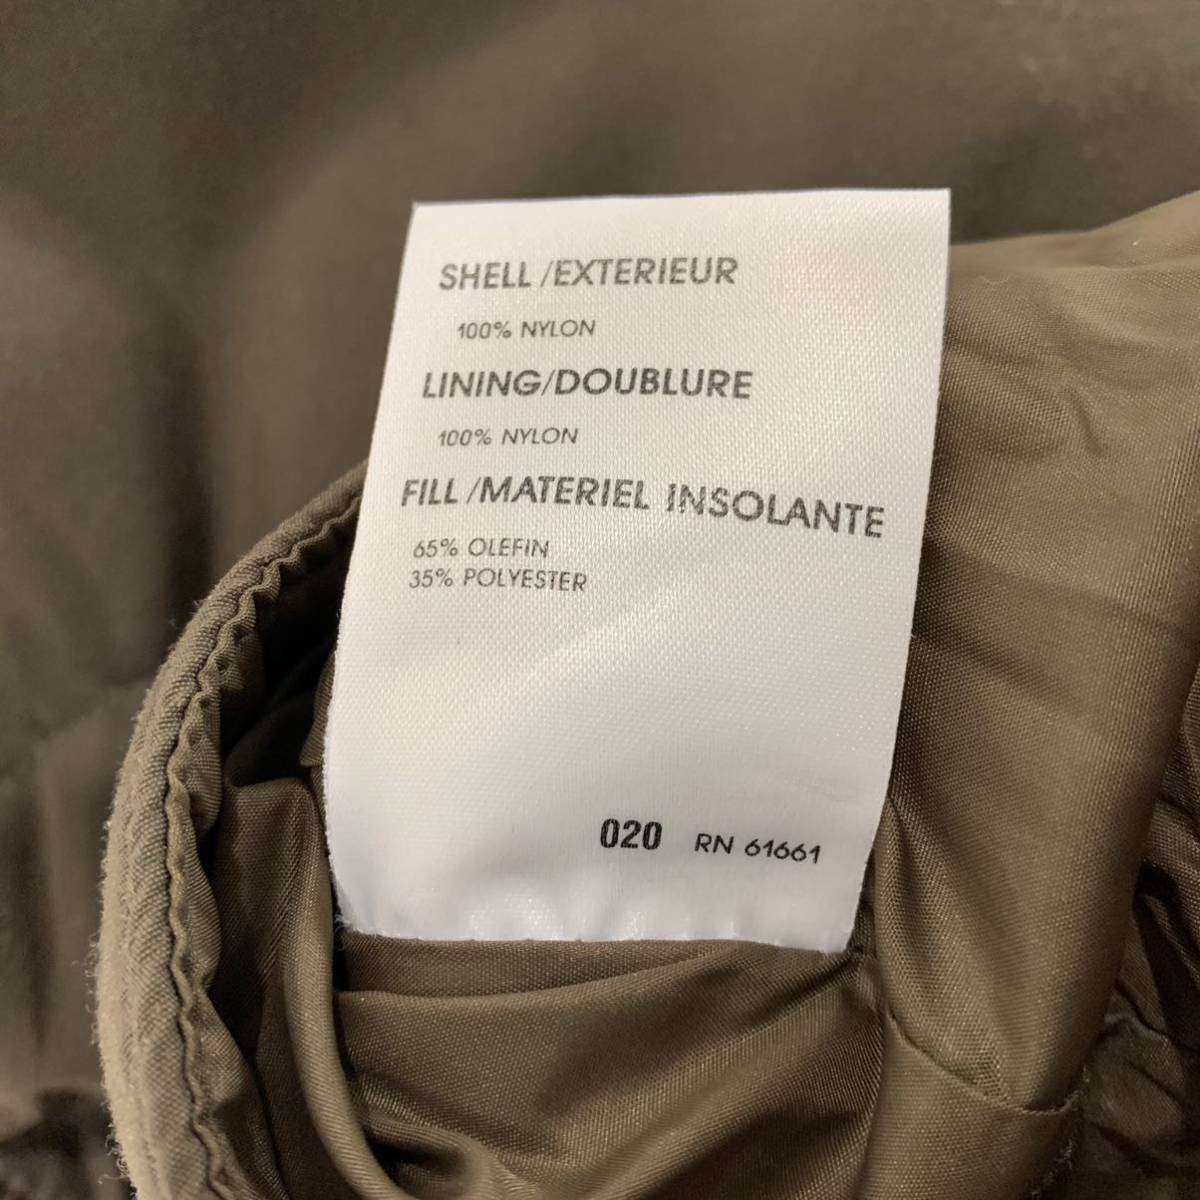 SHELL/EXTERIEUR
100% NYLON
LINING/DOUBLURE
100% NYLON
FILL/MATERIEL INSOLANTE
65% OLEFIN
35% POLYESTER
020 RN 61661